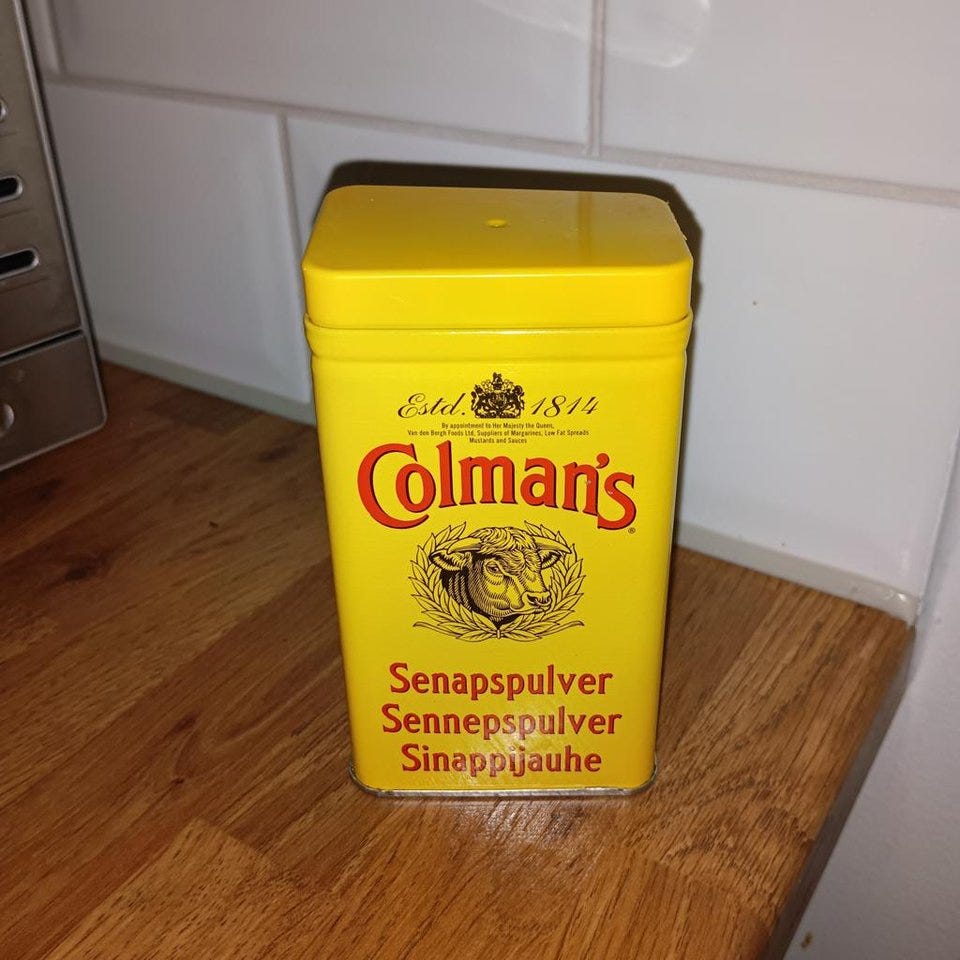 Estd. 1814
By appointment to Her Majesty the Queen,
Van den Bergh Foods Ltd, Suppliers of Margarines, Low Fat Spreads
Mustards and Sauces
Colman's®
Senapspulver
Sennepspulver
Sinappijauhe